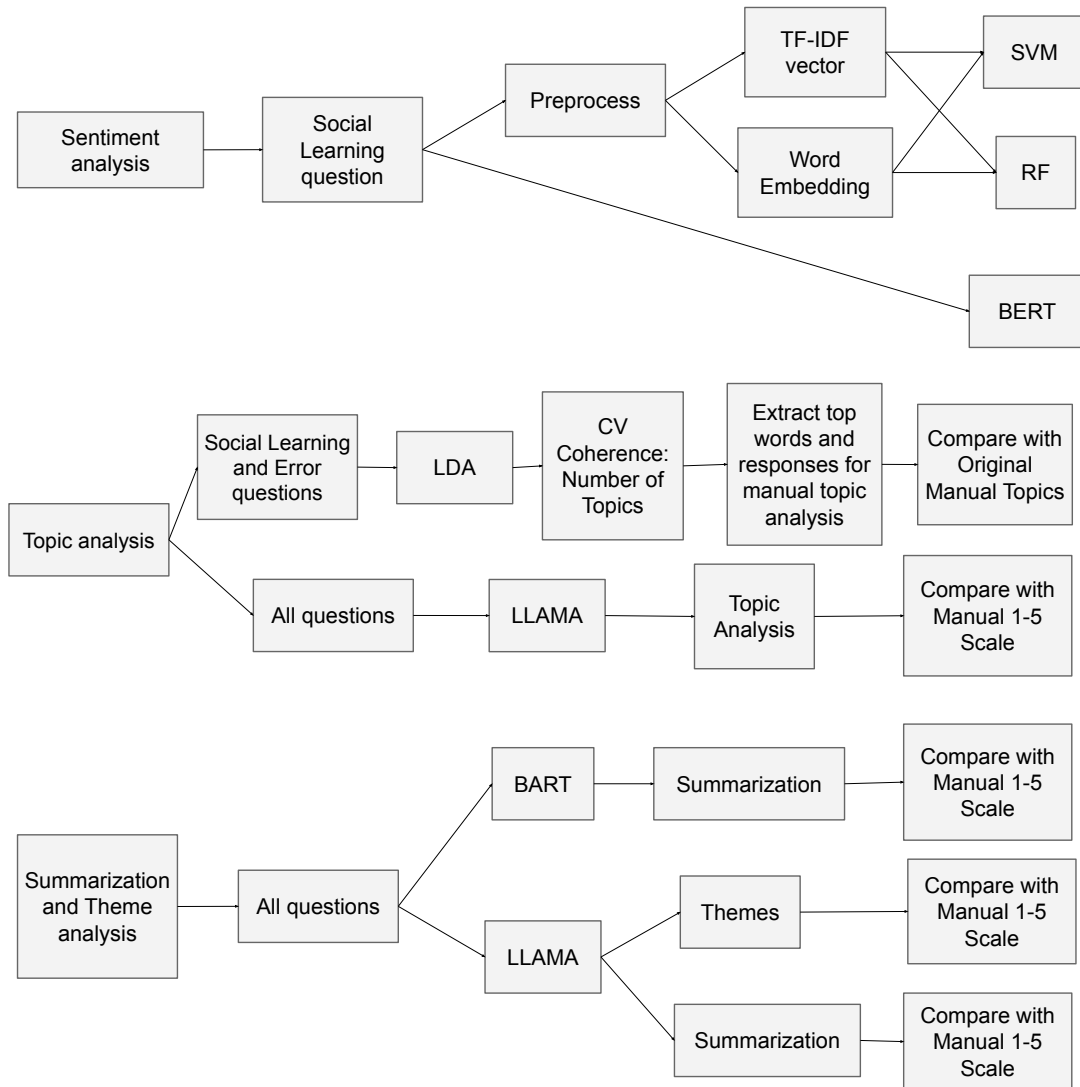 Sentiment
analysis
Social
Learning
question
Preprocess
TF-IDF
vector
Word
Embedding
SVM
RF
BERT
Topic analysis
Social Learning
and Error
questions
LDA
CV
Coherence:
Number of
Topics
Extract top
words and
responses for
manual topic
analysis
Compare with
Original
Manual Topics
All questions
LLAMA
Topic
Analysis
Compare with
Manual 1-5
Scale
Summarization
and Theme
analysis
All questions
BART
Summarization
Compare with
Manual 1-5
Scale
LLAMA
Themes
Compare with
Manual 1-5
Scale
Summarization
Compare with
Manual 1-5
Scale